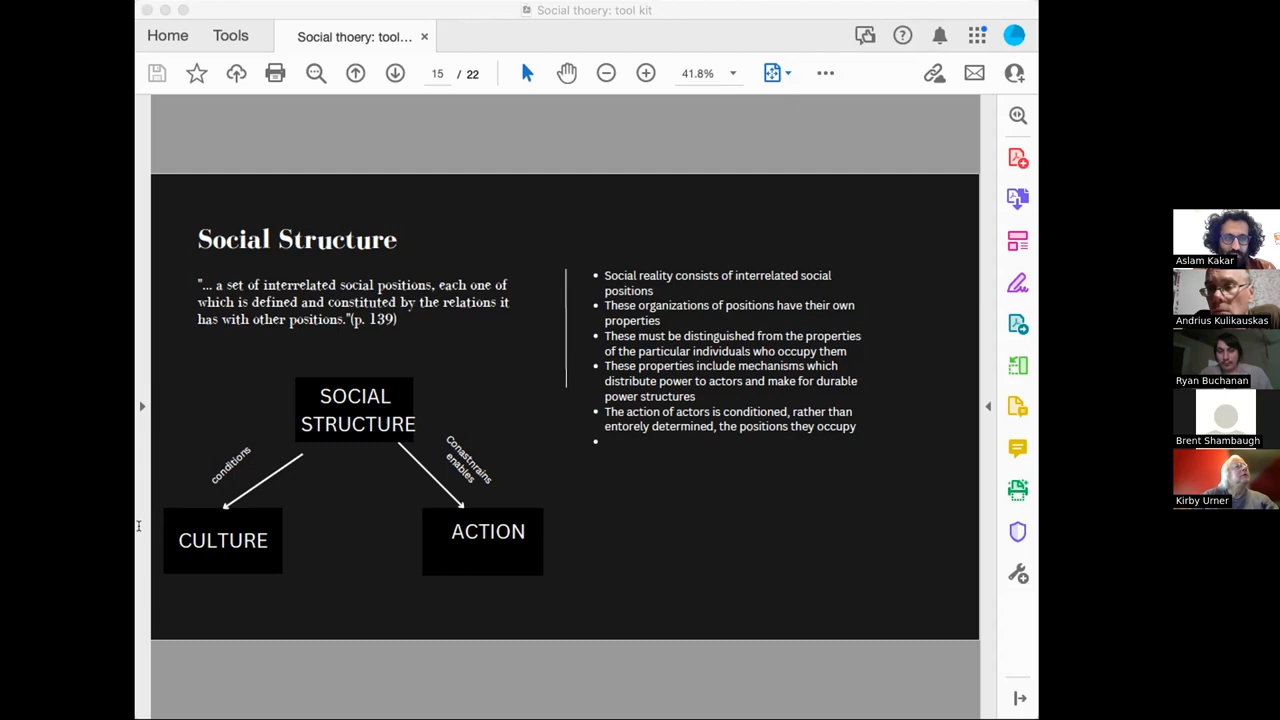 Social thoery: tool kit
Home
Tools
Social thoery: tool...
15 / 22
41.8%
Social Structure
"... a set of interrelated social positions, each one of
which is defined and constituted by the relations it
has with other positions."(p. 139)
SOCIAL
STRUCTURE
conditions
Conastnrains
enables
CULTURE
ACTION
• Social reality consists of interrelated social
positions
• These organizations of positions have their own
properties
• These must be distinguished from the properties
of the particular individuals who occupy them
• These properties include mechanisms which
distribute power to actors and make for durable
power structures
• The action of actors is conditioned, rather than
entorely determined, the positions they occupy
•
Aslam Kakar
Andrius Kulikauskas
Ryan Buchanan
Brent Shambaugh
Kirby Urner